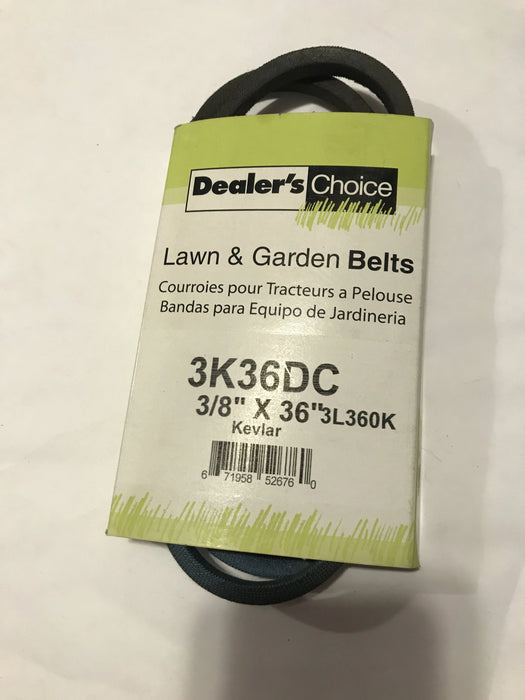 Dealer's Choice
Lawn & Garden Belts
Courroies pour Tracteurs a Pelouse
Bandas para Equipo de Jardineria
3K36DC
3/8" X 36" 3L360K
Kevlar
6 71958 52676 0